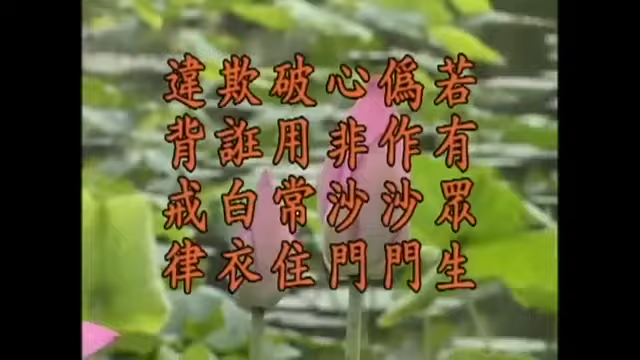 若有眾生
偽作沙門
心非沙門
破用常住
欺誑白衣
違背戒律